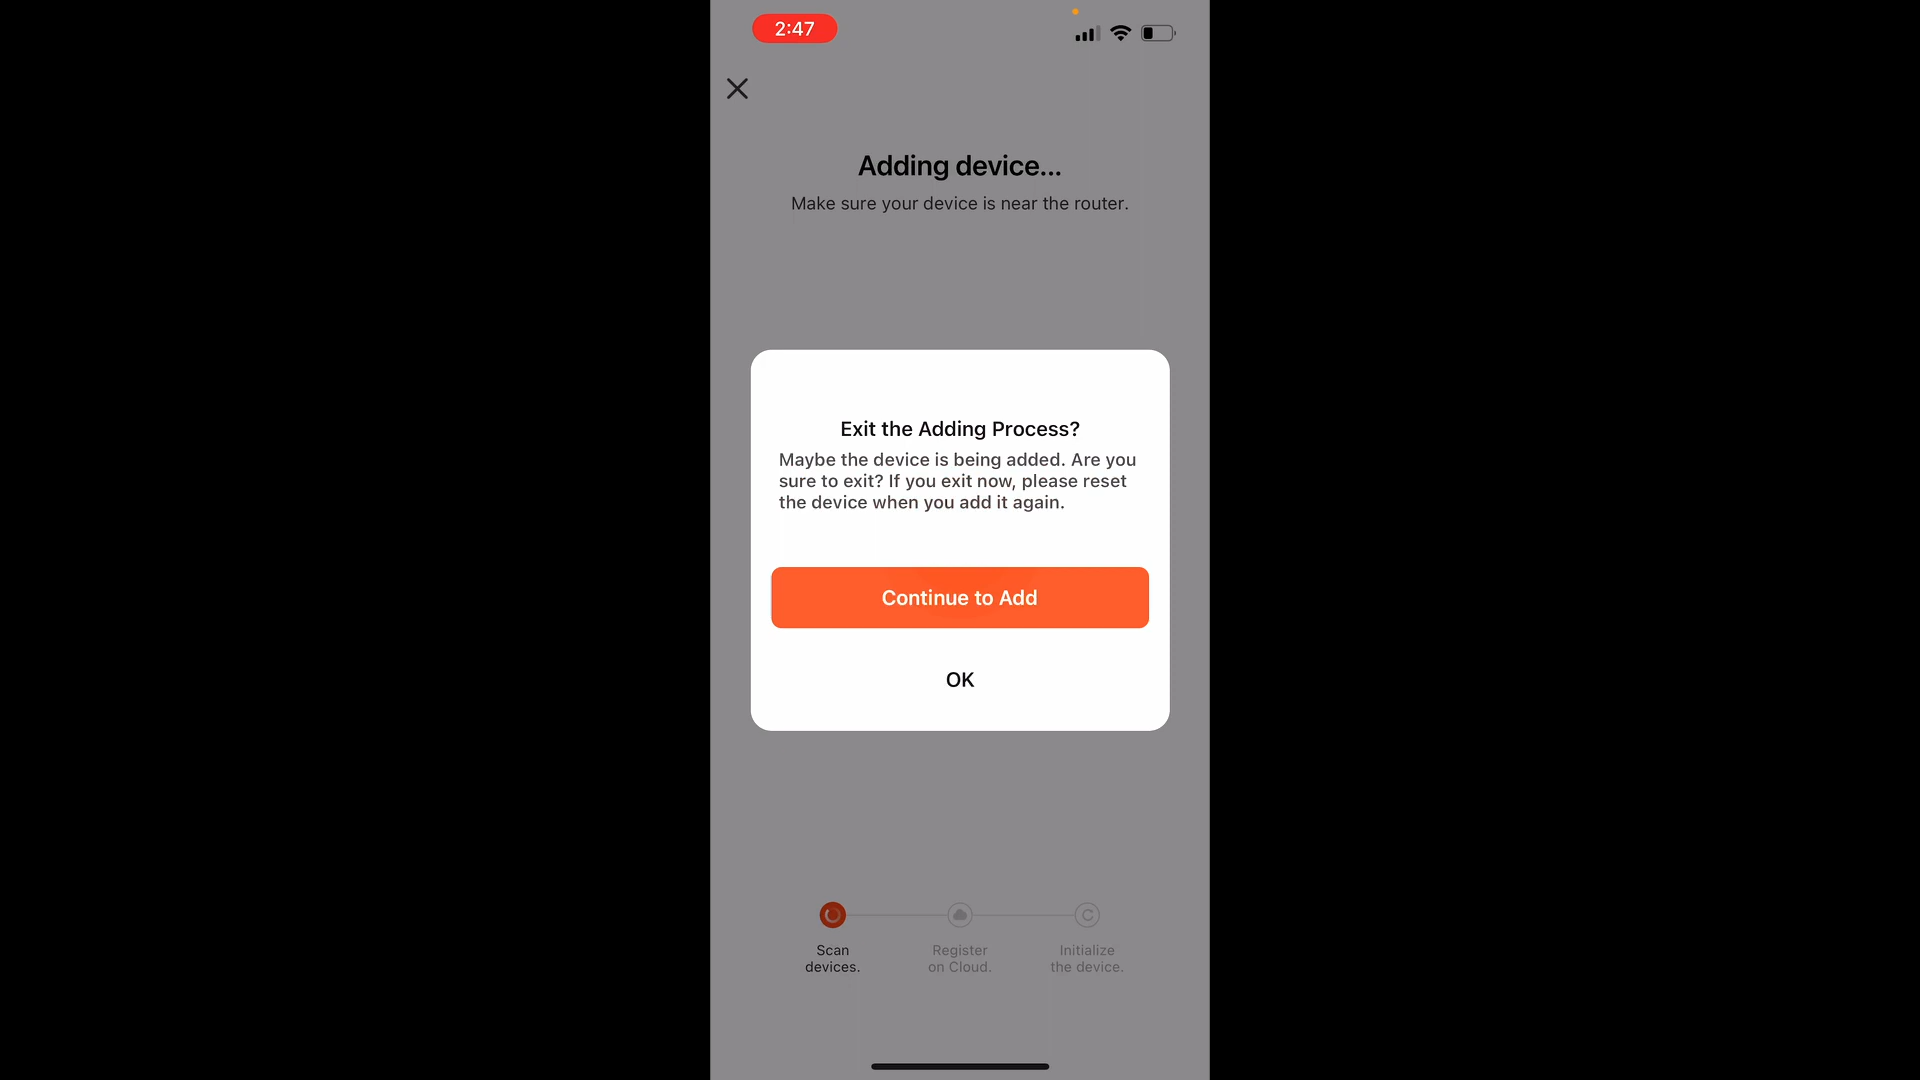 2:47
Adding device...
Make sure your device is near the router.
Exit the Adding Process?
Maybe the device is being added. Are you
sure to exit? If you exit now, please reset
the device when you add it again.
Continue to Add
OK
Scan
devices.
Register
on Cloud.
Initialize
the device.